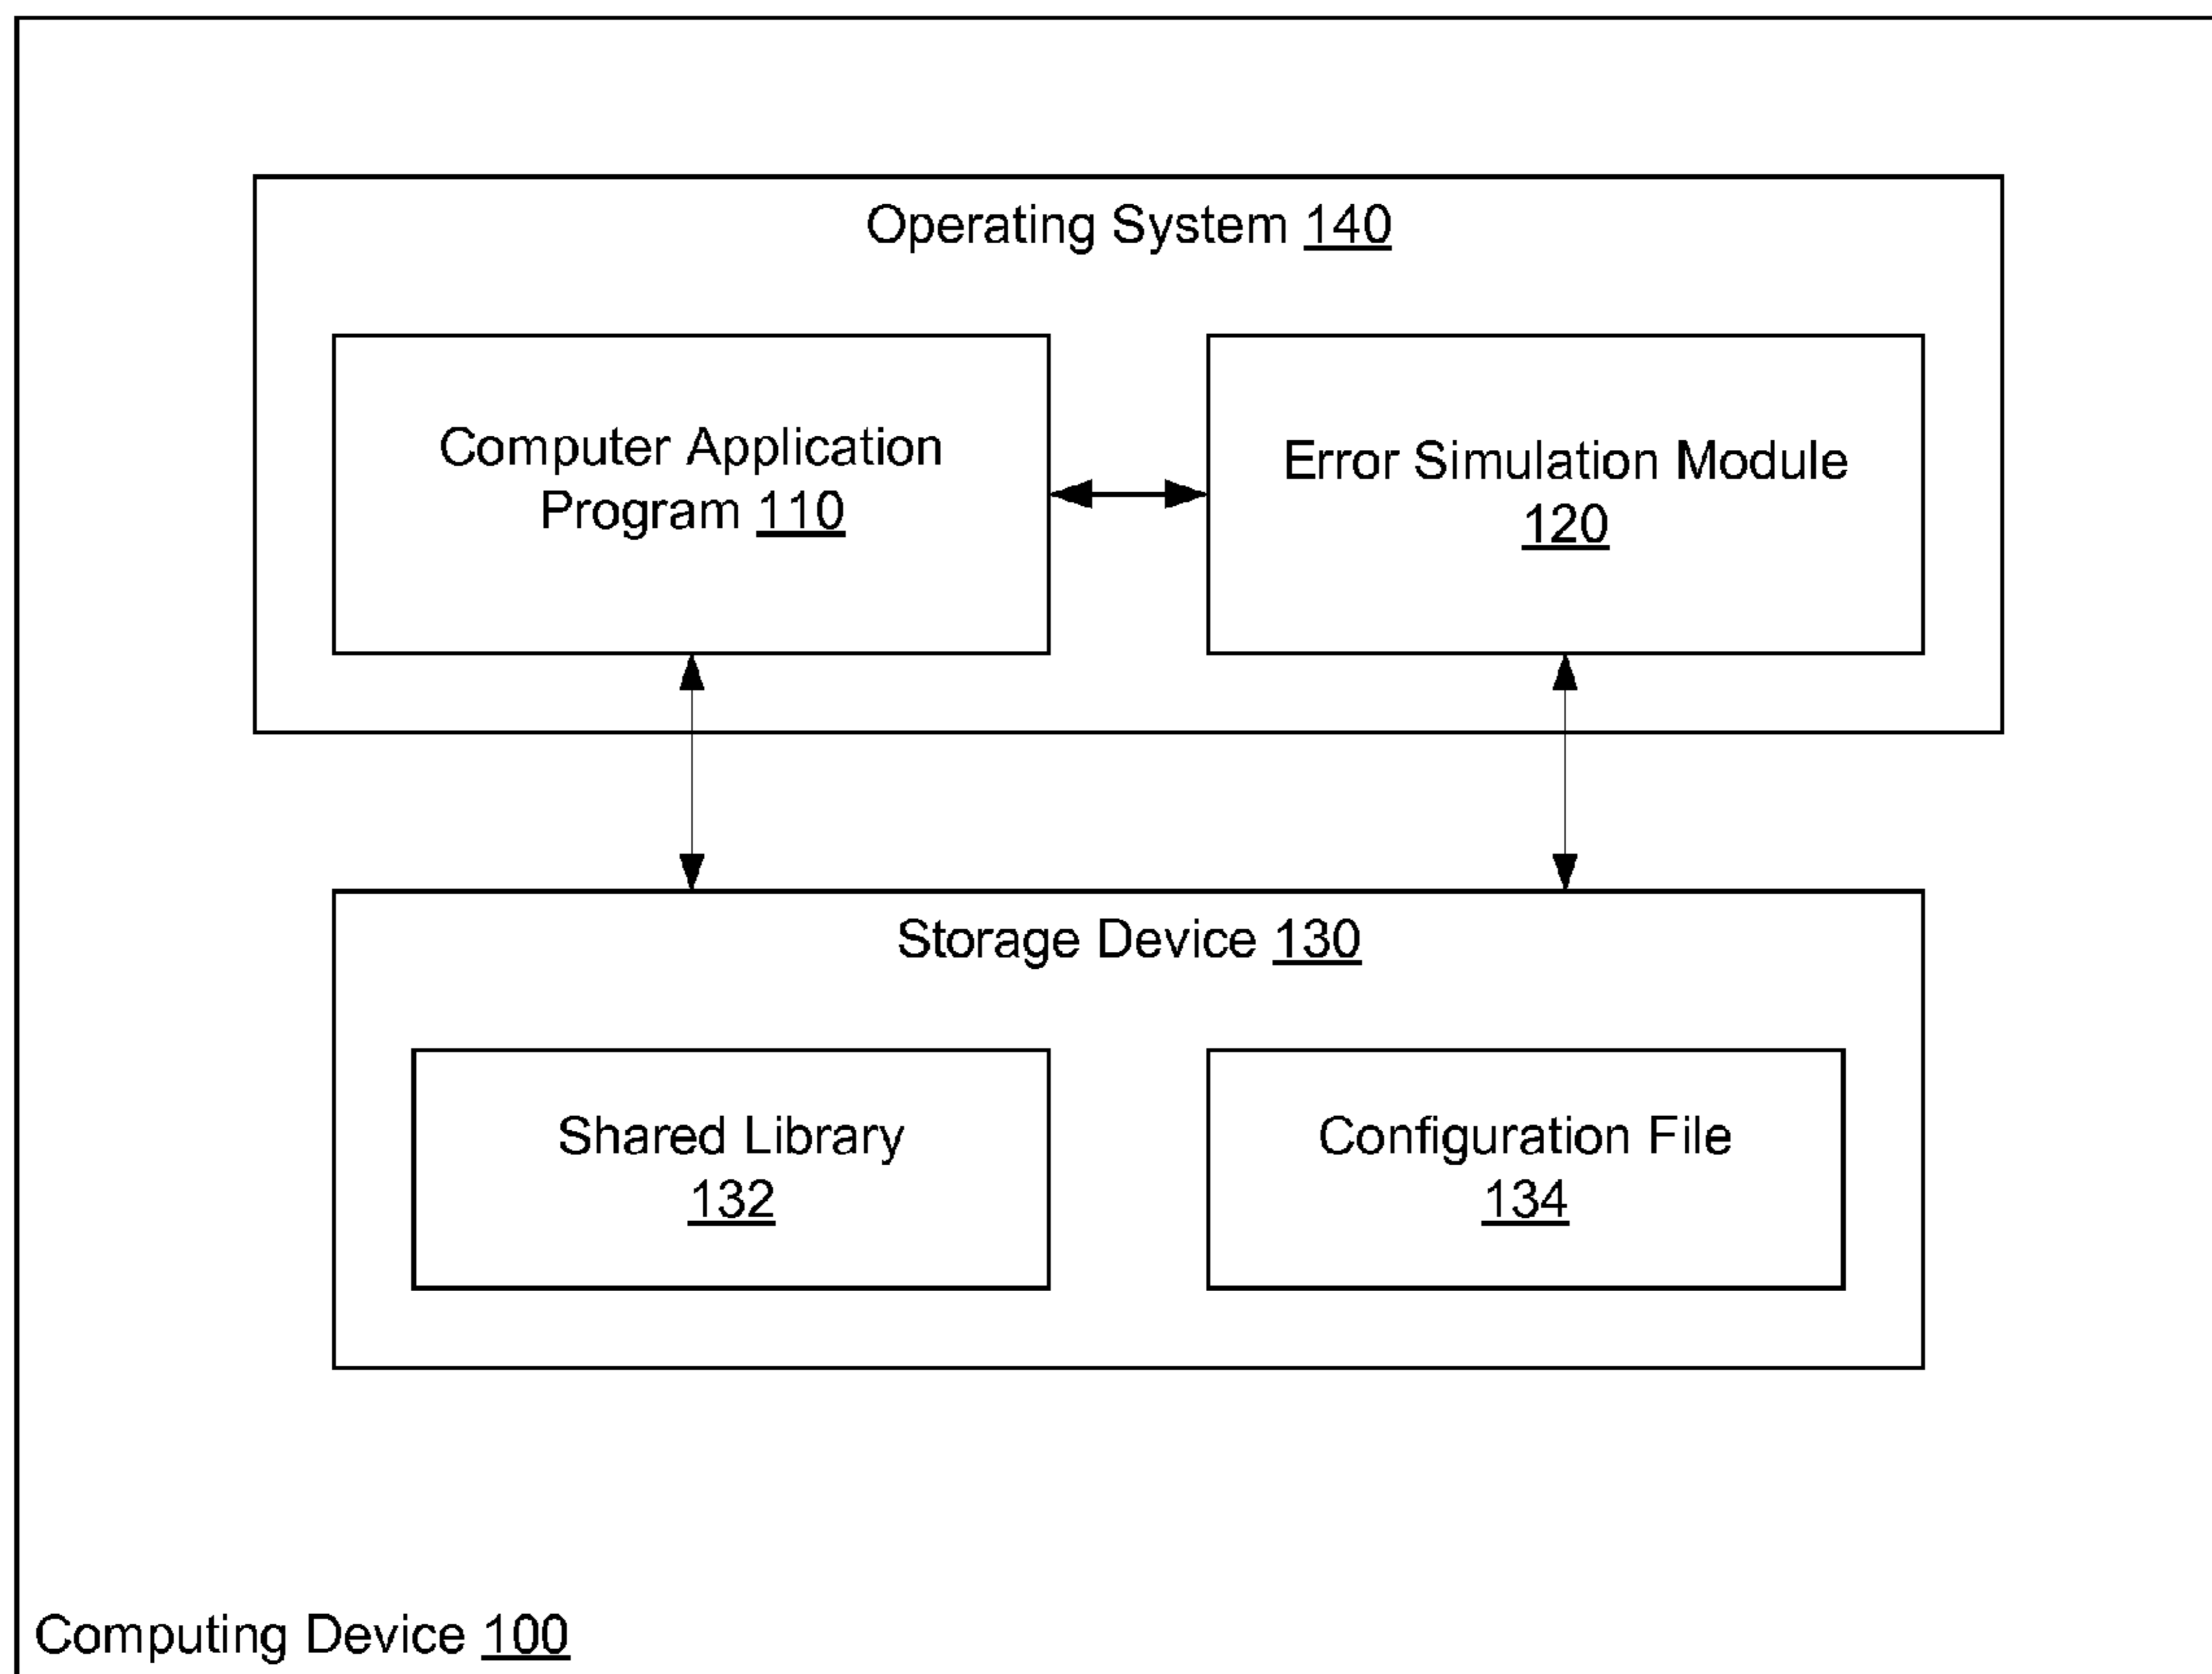 Operating System 140
Computer Application
Program 110
Error Simulation Module
120
Storage Device 130
Shared Library
132
Configuration File
134
Computing Device 100